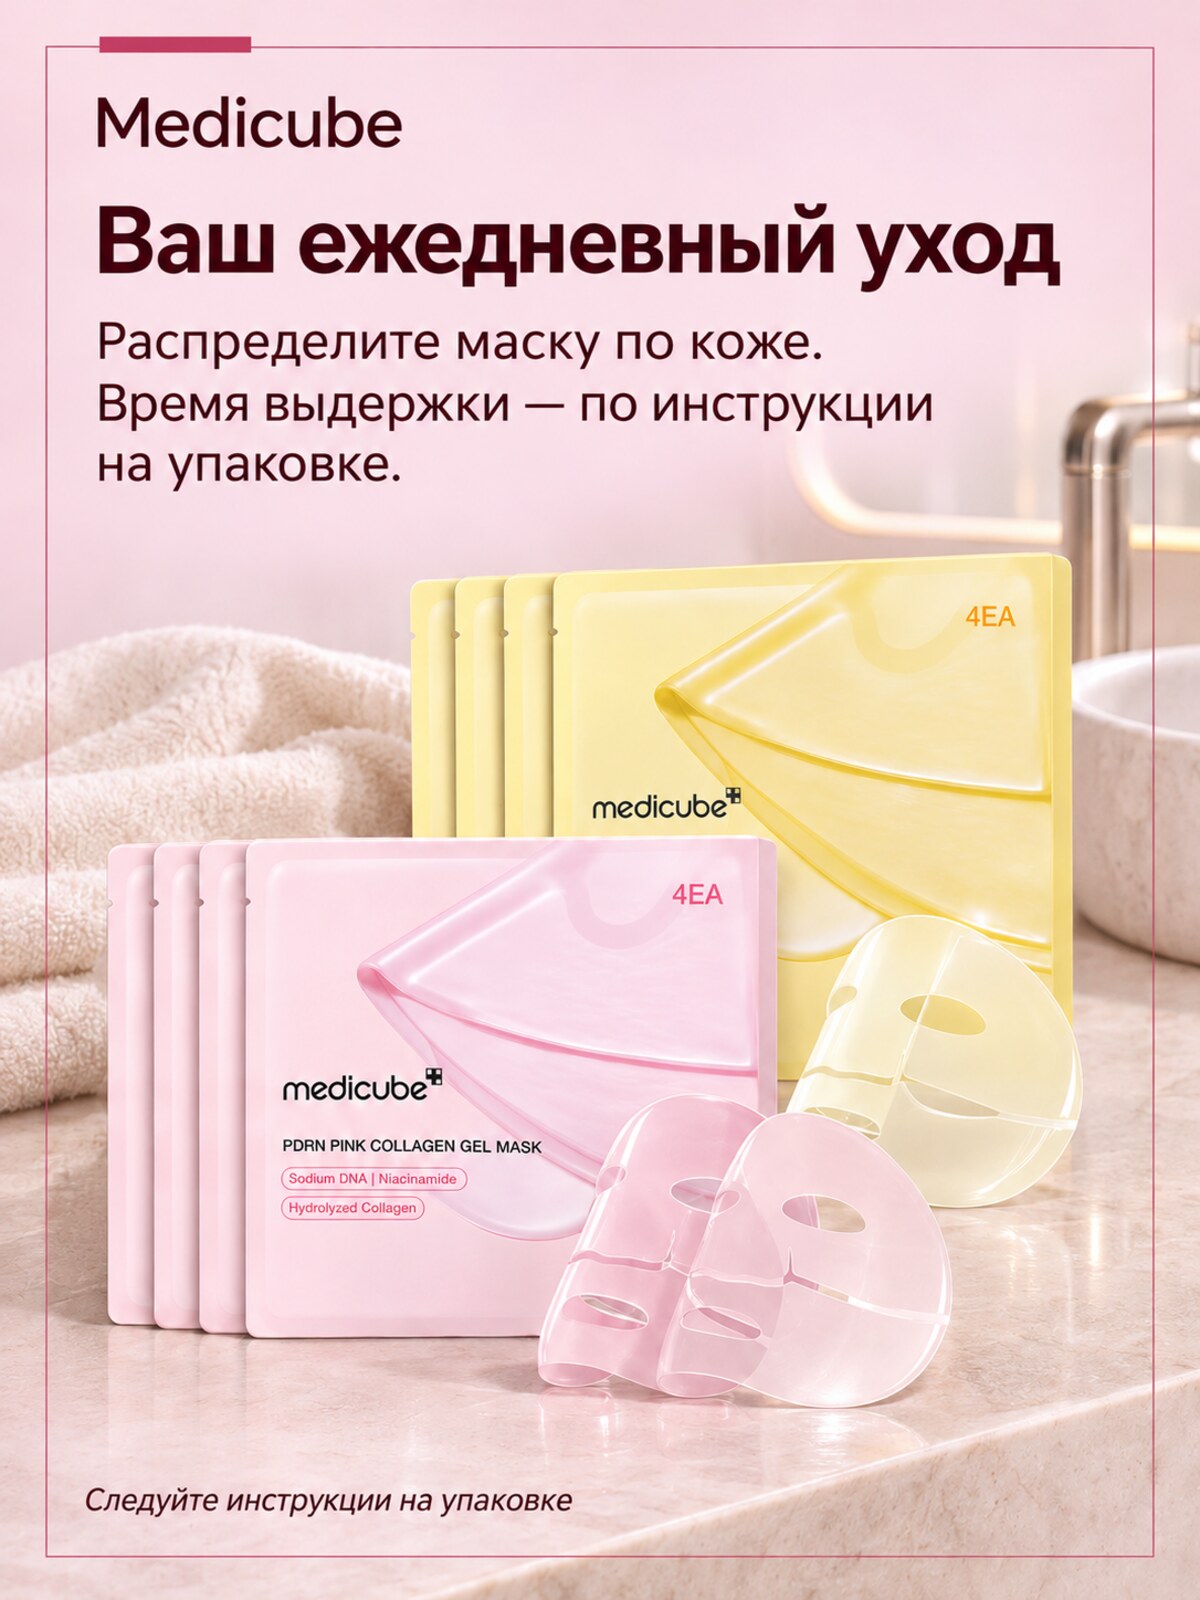 Medicube
Ваш ежедневный уход
Распределите маску по коже.
Время выдержки — по инструкции
на упаковке.
4EA
medicube
4EA
medicube
PDRN PINK COLLAGEN GEL MASK
Sodium DNA | Niacinamide
Hydrolyzed Collagen
Следуйте инструкции на упаковке